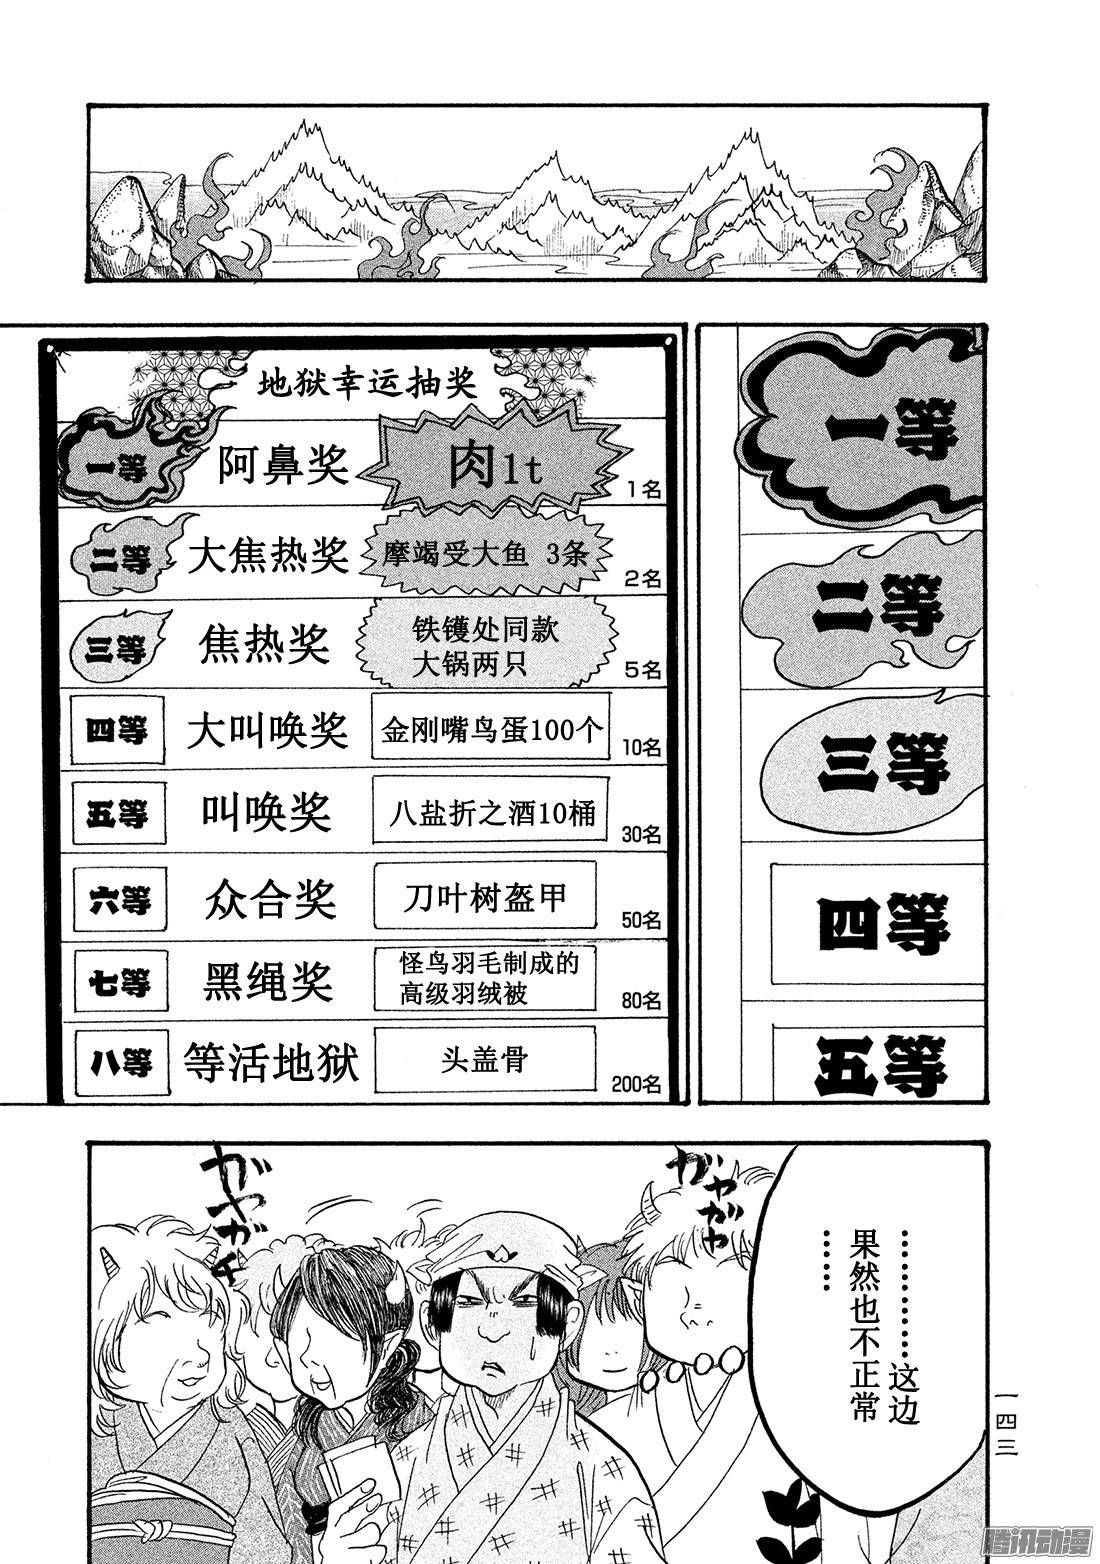 一等
二等
三等
四等
五等
地狱幸运抽奖
一等 阿鼻奖 肉1t 1名
二等 大焦热奖 摩竭受大鱼 3条 2名
三等 焦热奖 铁镬处同款
大锅两只 5名
四等 大叫唤奖 金刚嘴鸟蛋100个 10名
五等 叫唤奖 八盐折之酒10桶 30名
六等 众合奖 刀叶树盔甲 50名
七等 黑绳奖 怪鸟羽毛制成的
高级羽绒被 80名
八等 等活地狱 头盖骨 200名
…………这边
果然也不正常
……
ガヤガヤ
ガヤガヤ
一四三
腾讯动漫